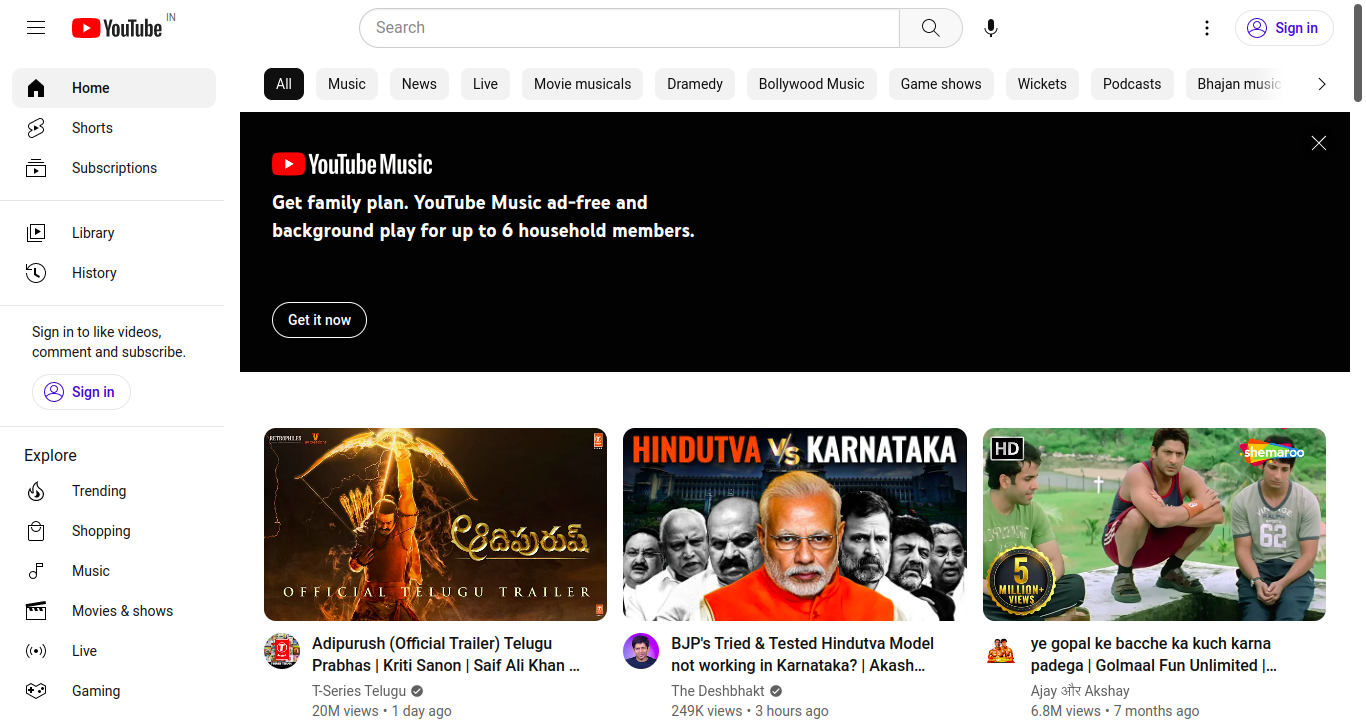 YouTube IN
Search
Sign in
Home
Shorts
Subscriptions
Library
History
Sign in to like videos,
comment and subscribe.
Sign in
Explore
Trending
Shopping
Music
Movies & shows
Live
Gaming
All
Music
News
Live
Movie musicals
Dramedy
Bollywood Music
Game shows
Wickets
Podcasts
Bhajan music
YouTube Music
Get family plan. YouTube Music ad-free and
background play for up to 6 household members.
Get it now
RETROPHILES
ఆదిపురుష్
OFFICIAL TELUGU TRAILER
Adipurush (Official Trailer) Telugu
Prabhas | Kriti Sanon | Saif Ali Khan ...
T-Series Telugu
20M views • 1 day ago
HINDUTVA VS KARNATAKA
BJP's Tried & Tested Hindutva Model
not working in Karnataka? | Akash...
The Deshbhakt
249K views • 3 hours ago
HD
shemaroo
62
5
MILLION+
VIEWS
ye gopal ke bacche ka kuch karna
padega | Golmaal Fun Unlimited |...
Ajay और Akshay
6.8M views • 7 months ago